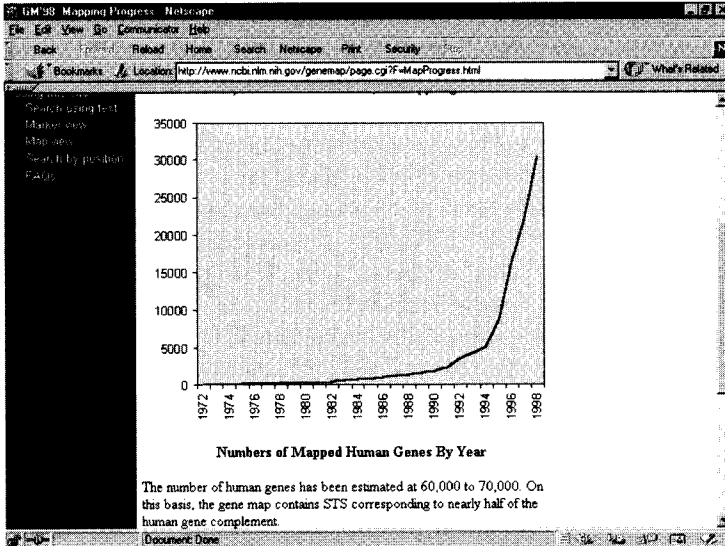 GM'98 Mapping Progress - Netscape
File Edit View Go Communicator Help
Back Reload Home Search Netscape Print Security
Bookmarks Location: http://www.ncbi.nlm.nih.gov/genemap/page.cgi?F=MapProgress.html What's Related
Search using text
Marker view
Map view
Search by position
FAQs
35000
30000
25000
20000
15000
10000
5000
0
1972 1974 1976 1978 1980 1982 1984 1986 1988 1990 1992 1994 1996 1998
Numbers of Mapped Human Genes By Year
The number of human genes has been estimated at 60,000 to 70,000. On
this basis, the gene map contains STS corresponding to nearly half of the
human gene complement.
Document: Done